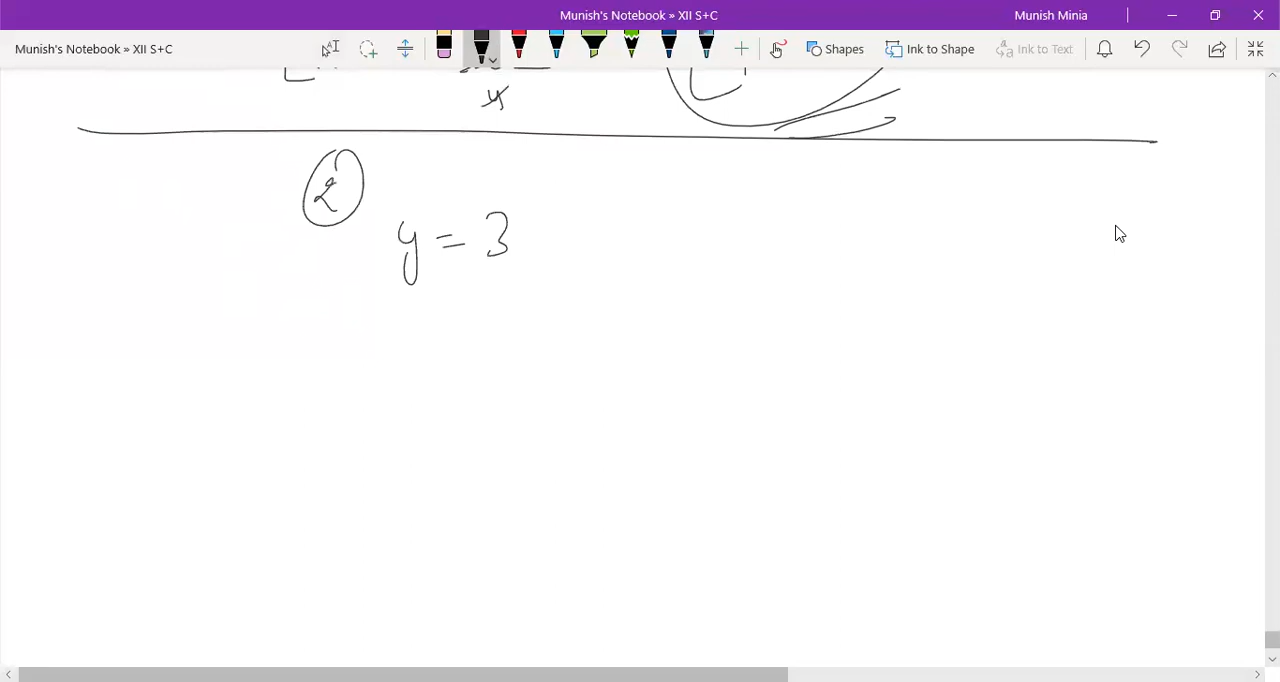 Munish's Notebook » XII S+C
Munish Minia
Munish's Notebook » XII S+C
Shapes
Ink to Shape
Ink to Text
2
y = 3